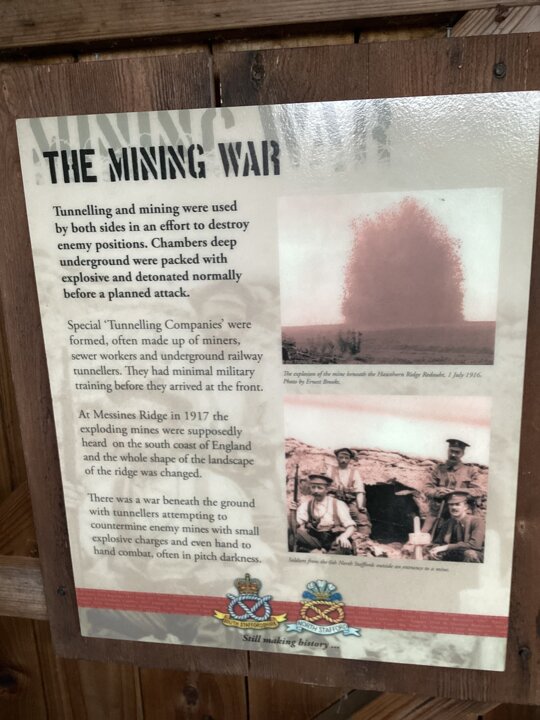 THE MINING WAR
Tunnelling and mining were used
by both sides in an effort to destroy
enemy positions. Chambers deep
underground were packed with
explosive and detonated normally
before a planned attack.
Special 'Tunnelling Companies' were
formed, often made up of miners,
sewer workers and underground railway
tunnellers. They had minimal military
training before they arrived at the front.
At Messines Ridge in 1917 the
exploding mines were supposedly
heard on the south coast of England
and the whole shape of the landscape
of the ridge was changed.
There was a war beneath the ground
with tunnellers attempting to
countermine enemy mines with small
explosive charges and even hand to
hand combat, often in pitch darkness.
The explosion of the mine beneath the Hawthorn Ridge Redoubt, 1 July 1916.
Photo by Ernest Brooks.
Soldiers from the 6th North Staffords outside an entrance to a mine.
SOUTH STAFFORDSHIRE
NORTH STAFFORD
Still making history ...